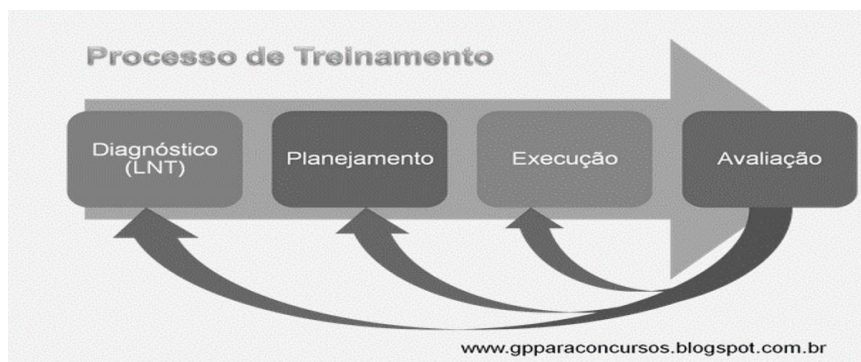 Processo de Treinamento
Diagnóstico
(LNT)
Planejamento
Execução
Avaliação
www.gpparaconcursos.blogspot.com.br